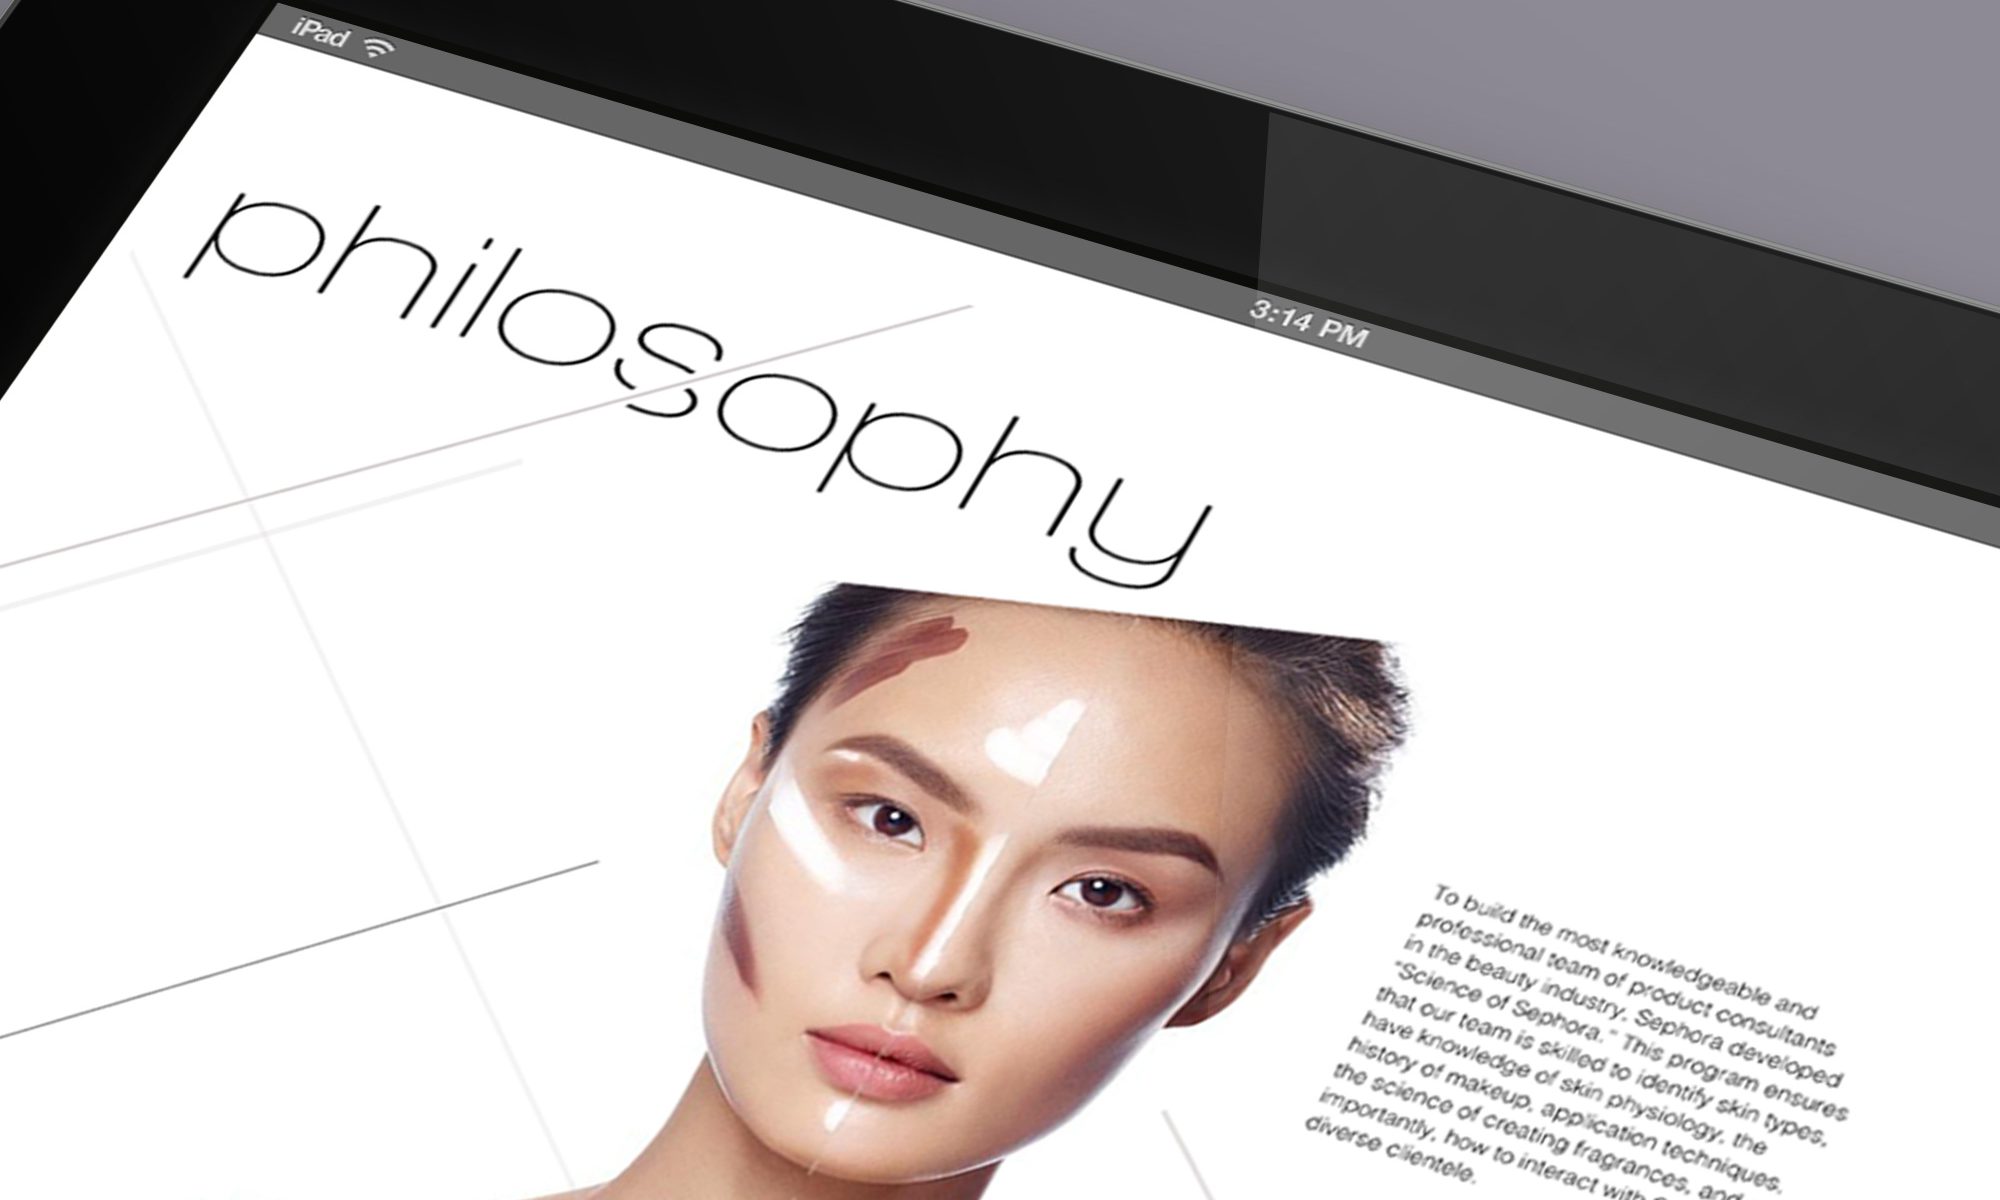 iPad
3:14 PM
philosophy
To build the most knowledgeable and
professional team of product consultants
in the beauty industry, Sephora developed
"Science of Sephora." This program ensures
that our team is skilled to identify skin types,
have knowledge of skin physiology, the
history of makeup, application techniques,
the science of creating fragrances, and
importantly, how to interact with
diverse clientele.